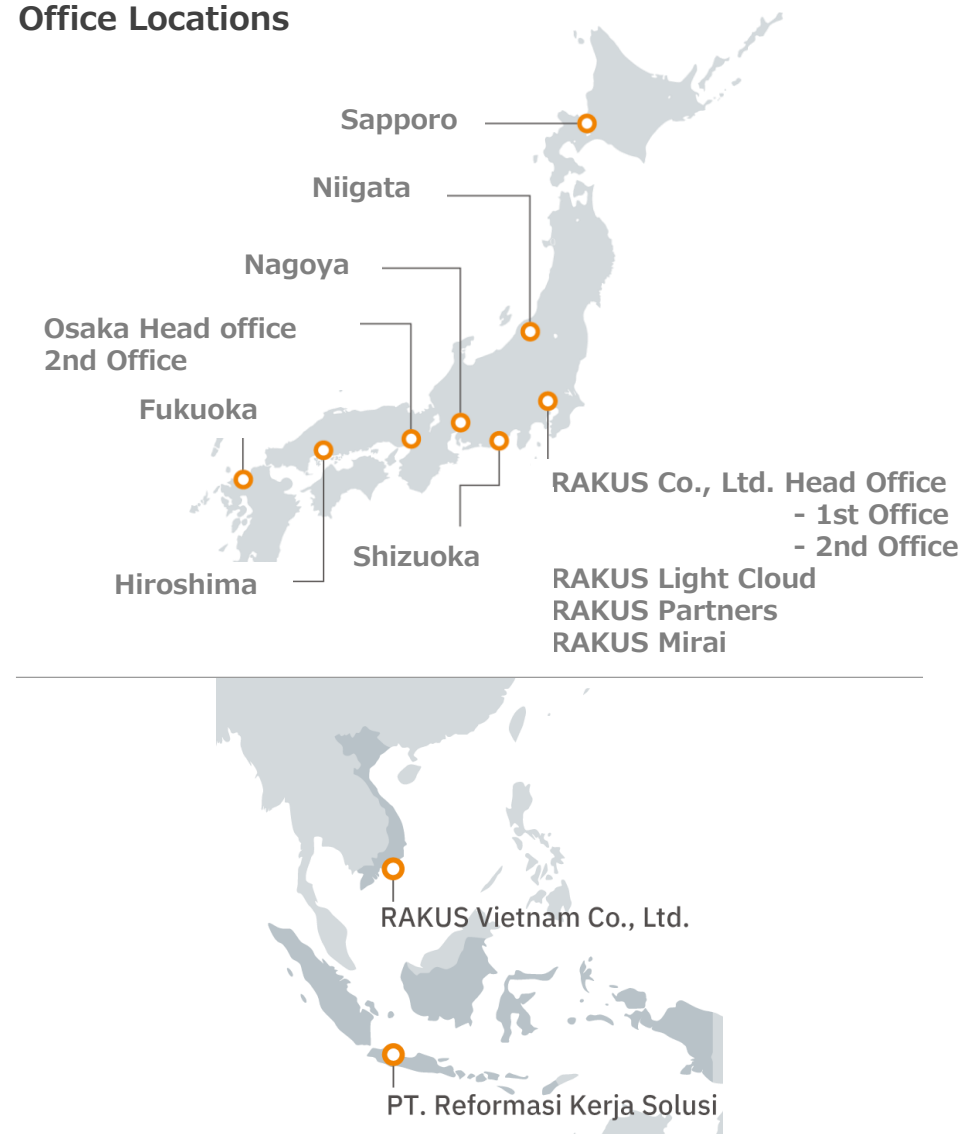 Office Locations
Sapporo
Niigata
Nagoya
Osaka Head office
2nd Office
Fukuoka
Hiroshima
Shizuoka
RAKUS Co., Ltd. Head Office
- 1st Office
- 2nd Office
RAKUS Light Cloud
RAKUS Partners
RAKUS Mirai
RAKUS Vietnam Co., Ltd.
PT. Reformasi Kerja Solusi